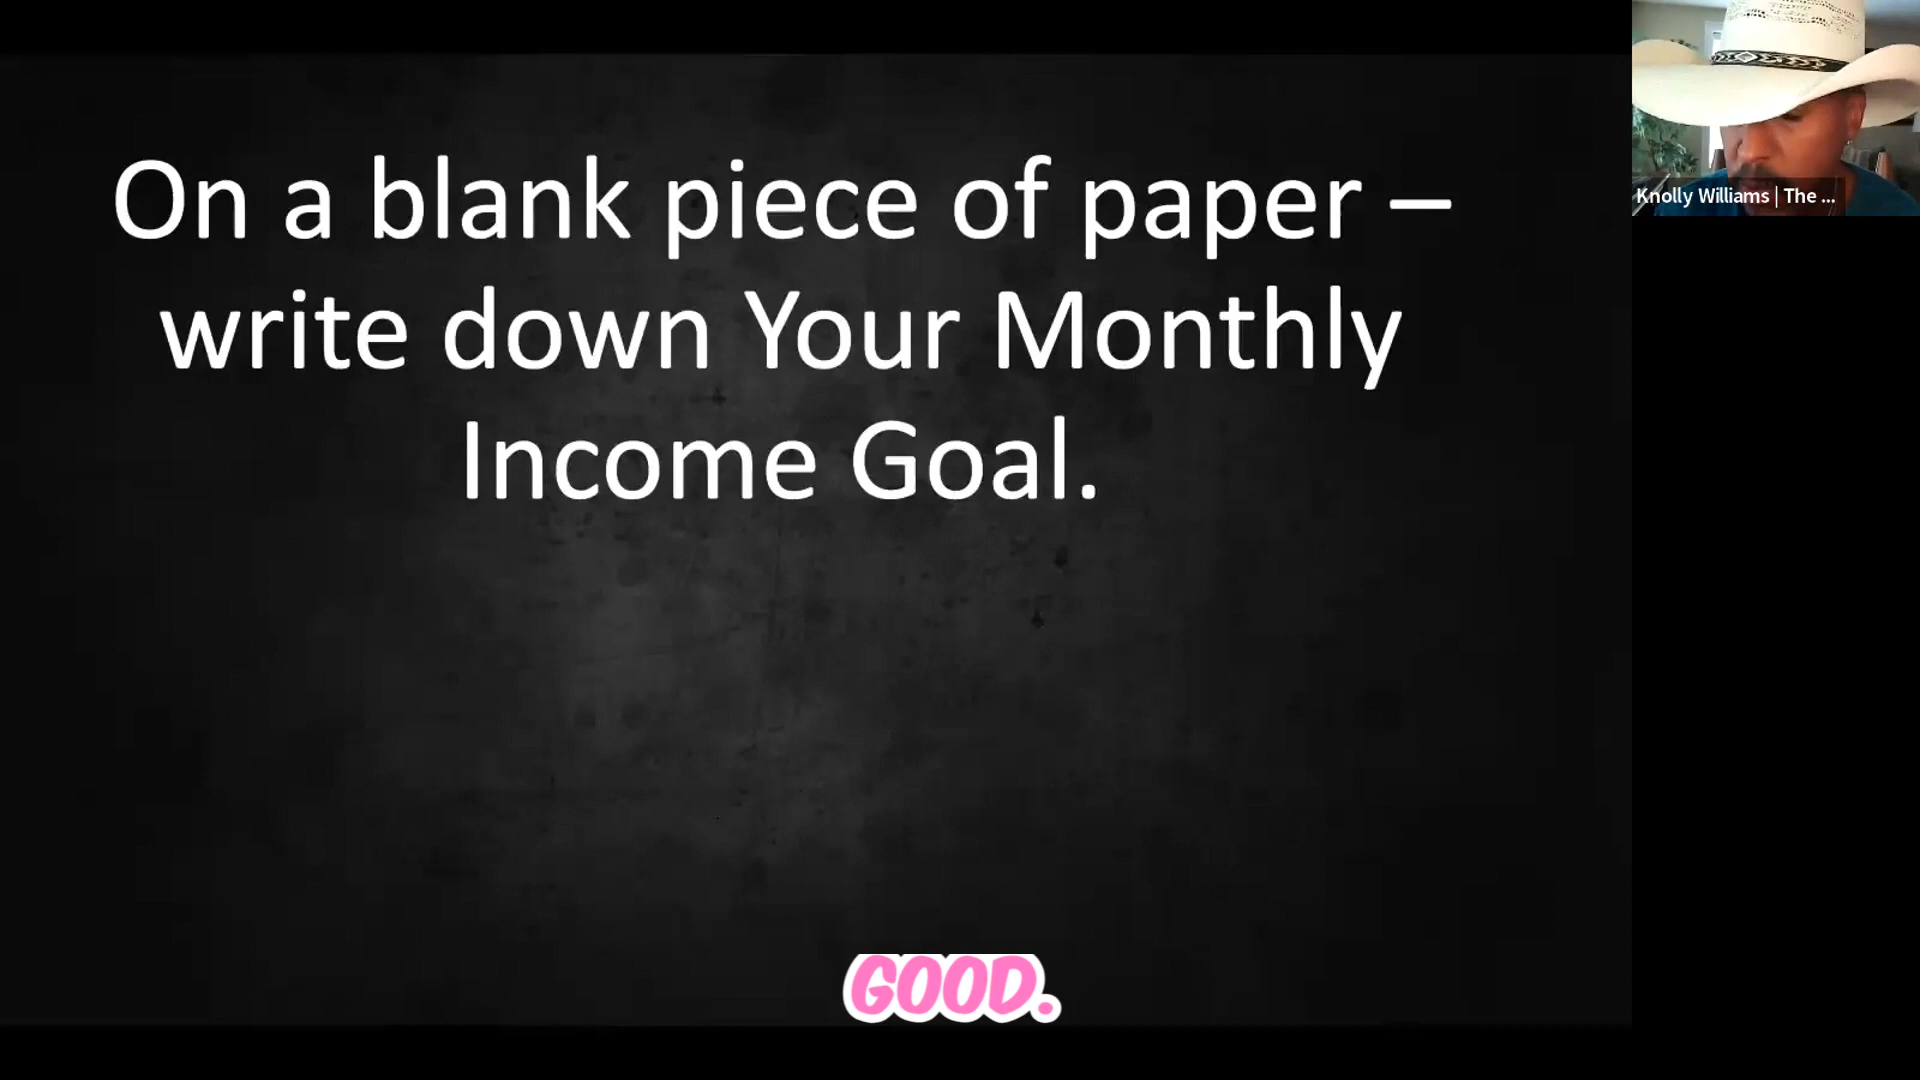 On a blank piece of paper –
write down Your Monthly
Income Goal.
Knolly Williams | The ...
GOOD.